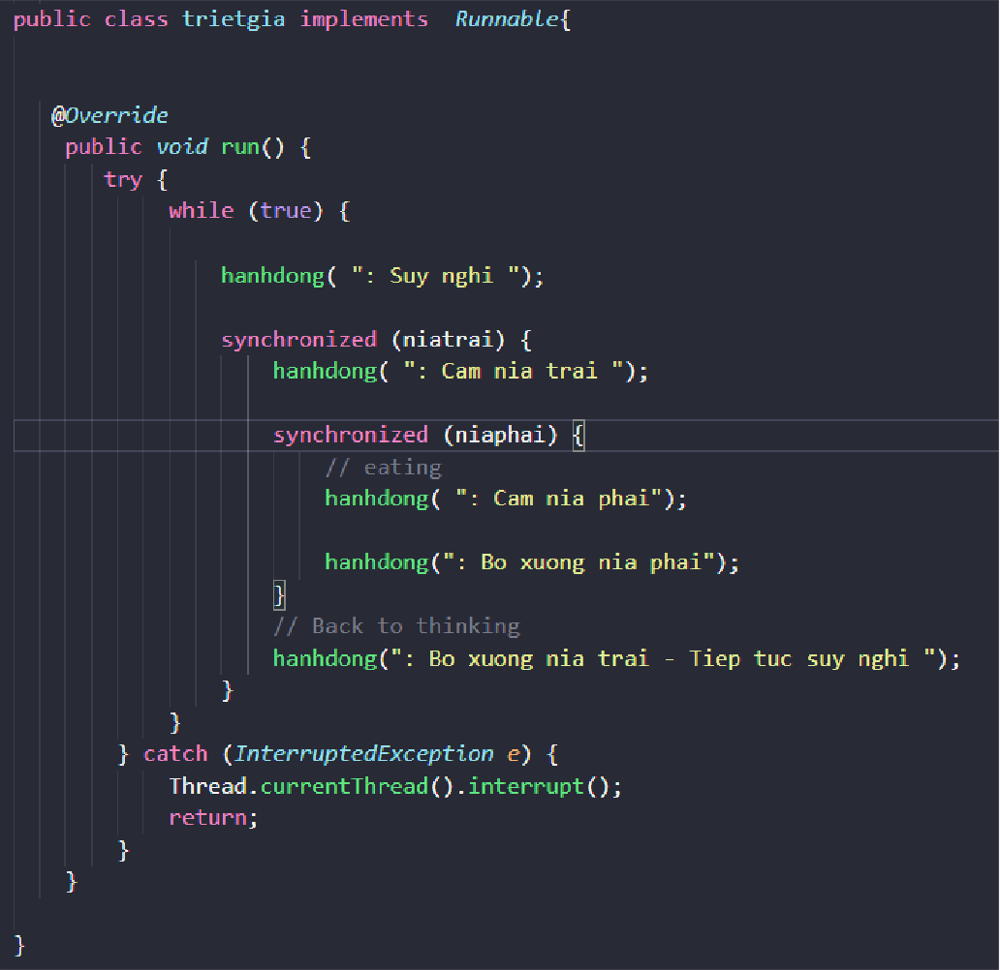 public class trietgia implements  Runnable{
@Override
public void run() {
try {
while (true) {
hanhdong( ": Suy nghi ");
synchronized (niatrai) {
hanhdong( ": Cam nia trai ");
synchronized (niaphai) {
// eating
hanhdong( ": Cam nia phai");
hanhdong(": Bo xuong nia phai");
}
// Back to thinking
hanhdong(": Bo xuong nia trai - Tiep tuc suy nghi ");
}
}
} catch (InterruptedException e) {
Thread.currentThread().interrupt();
return;
}
}
}